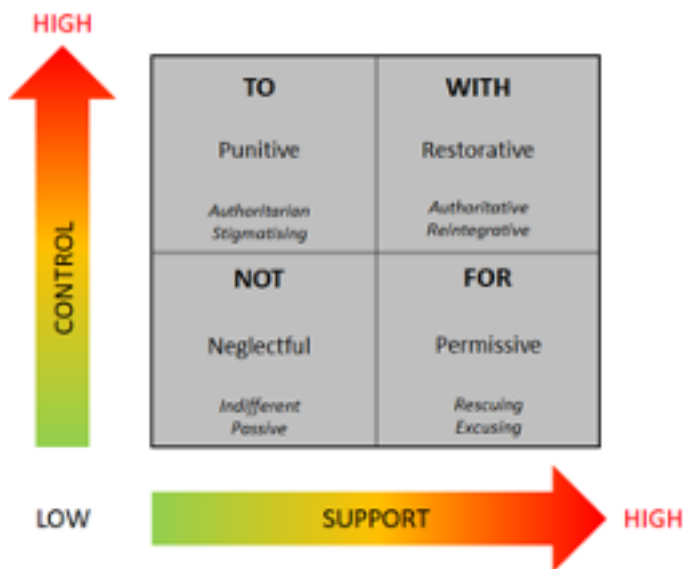 HIGH
TO
WITH
Punitive
Restorative
Authoritarian
Stigmatising
Authoritative
Reintegrative
CONTROL
NOT
FOR
Neglectful
Permissive
Indifferent
Passive
Rescuing
Excusing
LOW
SUPPORT
HIGH